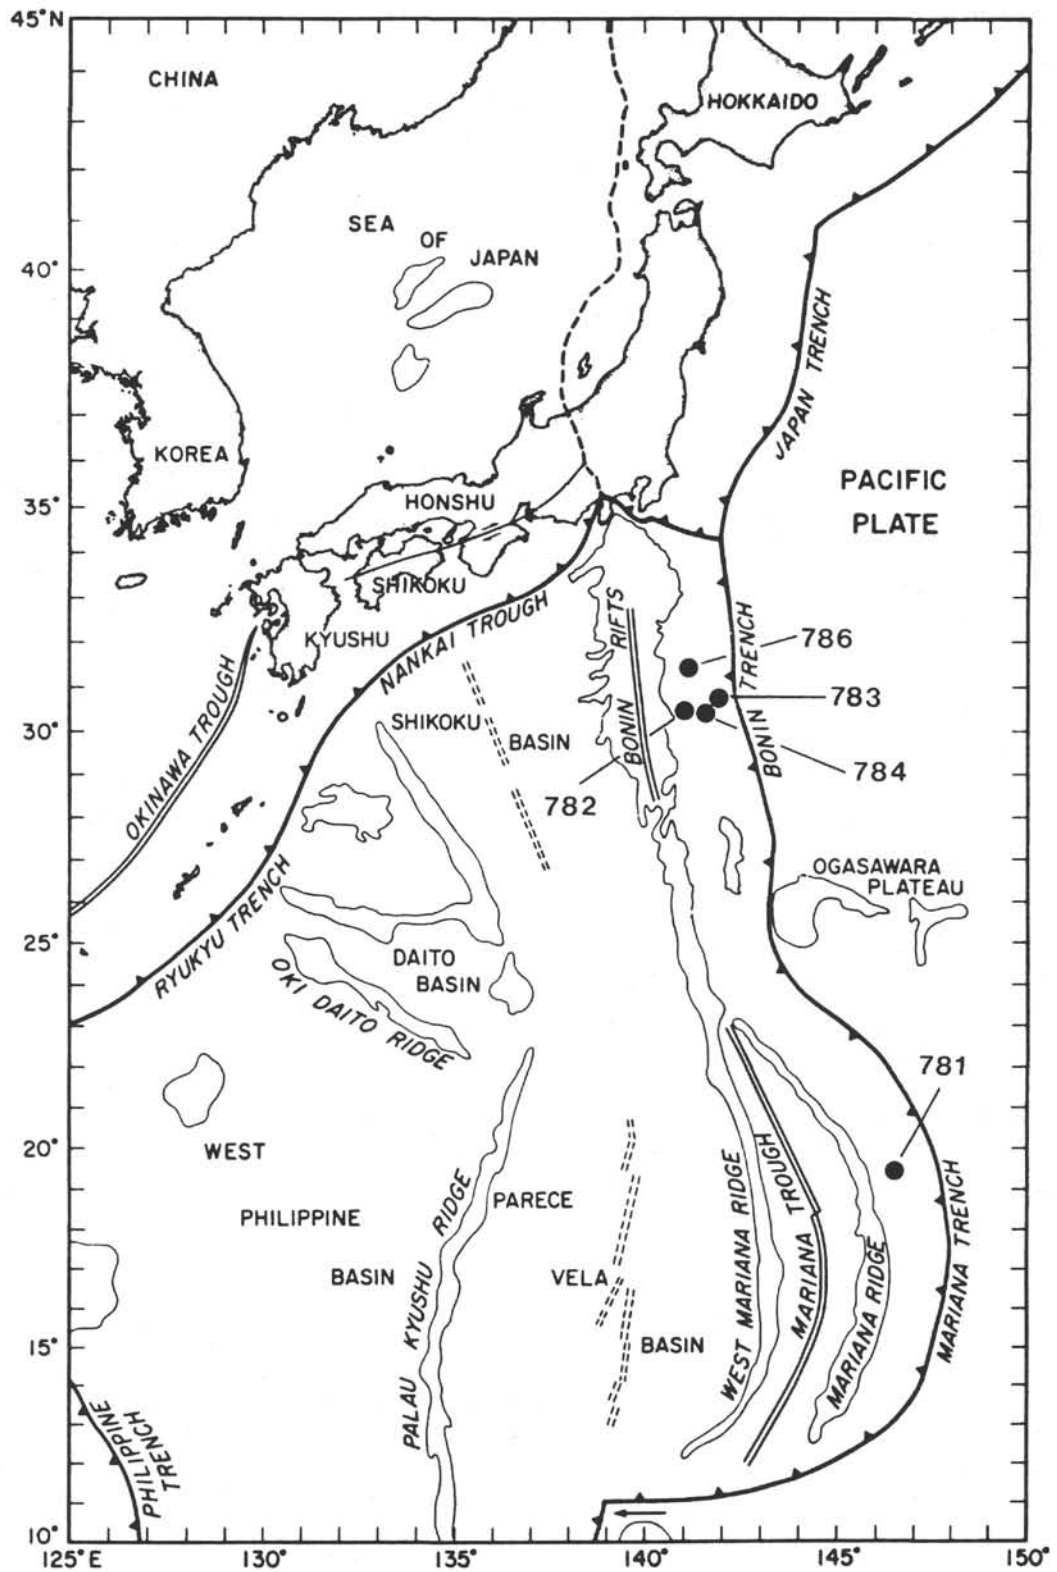 45°N
CHINA
HOKKAIDO
SEA
OF
JAPAN
40°
JAPAN TRENCH
KOREA
HONSHU
PACIFIC
PLATE
35°
SHIKOKU
KYUSHU
NANKAI TROUGH
BONIN RIFTS
BONIN TRENCH
786
783
784
782
OKINAWA TROUGH
SHIKOKU
BASIN
30°
RYUKYU TRENCH
OGASAWARA
PLATEAU
25°
DAITO
BASIN
OKI DAITO RIDGE
781
20°
WEST
PHILIPPINE
BASIN
PALAU KYUSHU RIDGE
PARECE
VELA
BASIN
WEST MARIANA RIDGE
MARIANA TROUGH
MARIANA RIDGE
MARIANA TRENCH
15°
PHILIPPINE
TRENCH
10°
125°E
130°
135°
140°
145°
150°